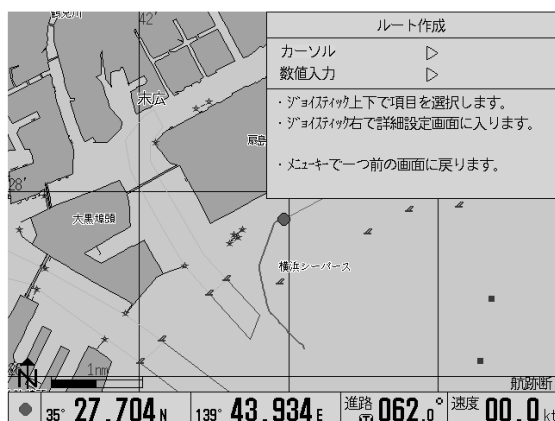 鶴見川
42'
ルート作成
カーソル ▷
数値入力 ▷
・ｼﾞｮｲｽﾃｨｯｸ上下で項目を選択します。
・ｼﾞｮｲｽﾃｨｯｸ右で詳細設定画面に入ります。
・ﾒﾆｭｰｷｰで一つ前の画面に戻ります。
末広
扇島
28'
大黒埠頭
横浜シーバース
N
1nm
航跡断
35° 27.704 N 139° 43.934 E 進路 T 062.0° 速度 00.0 kt